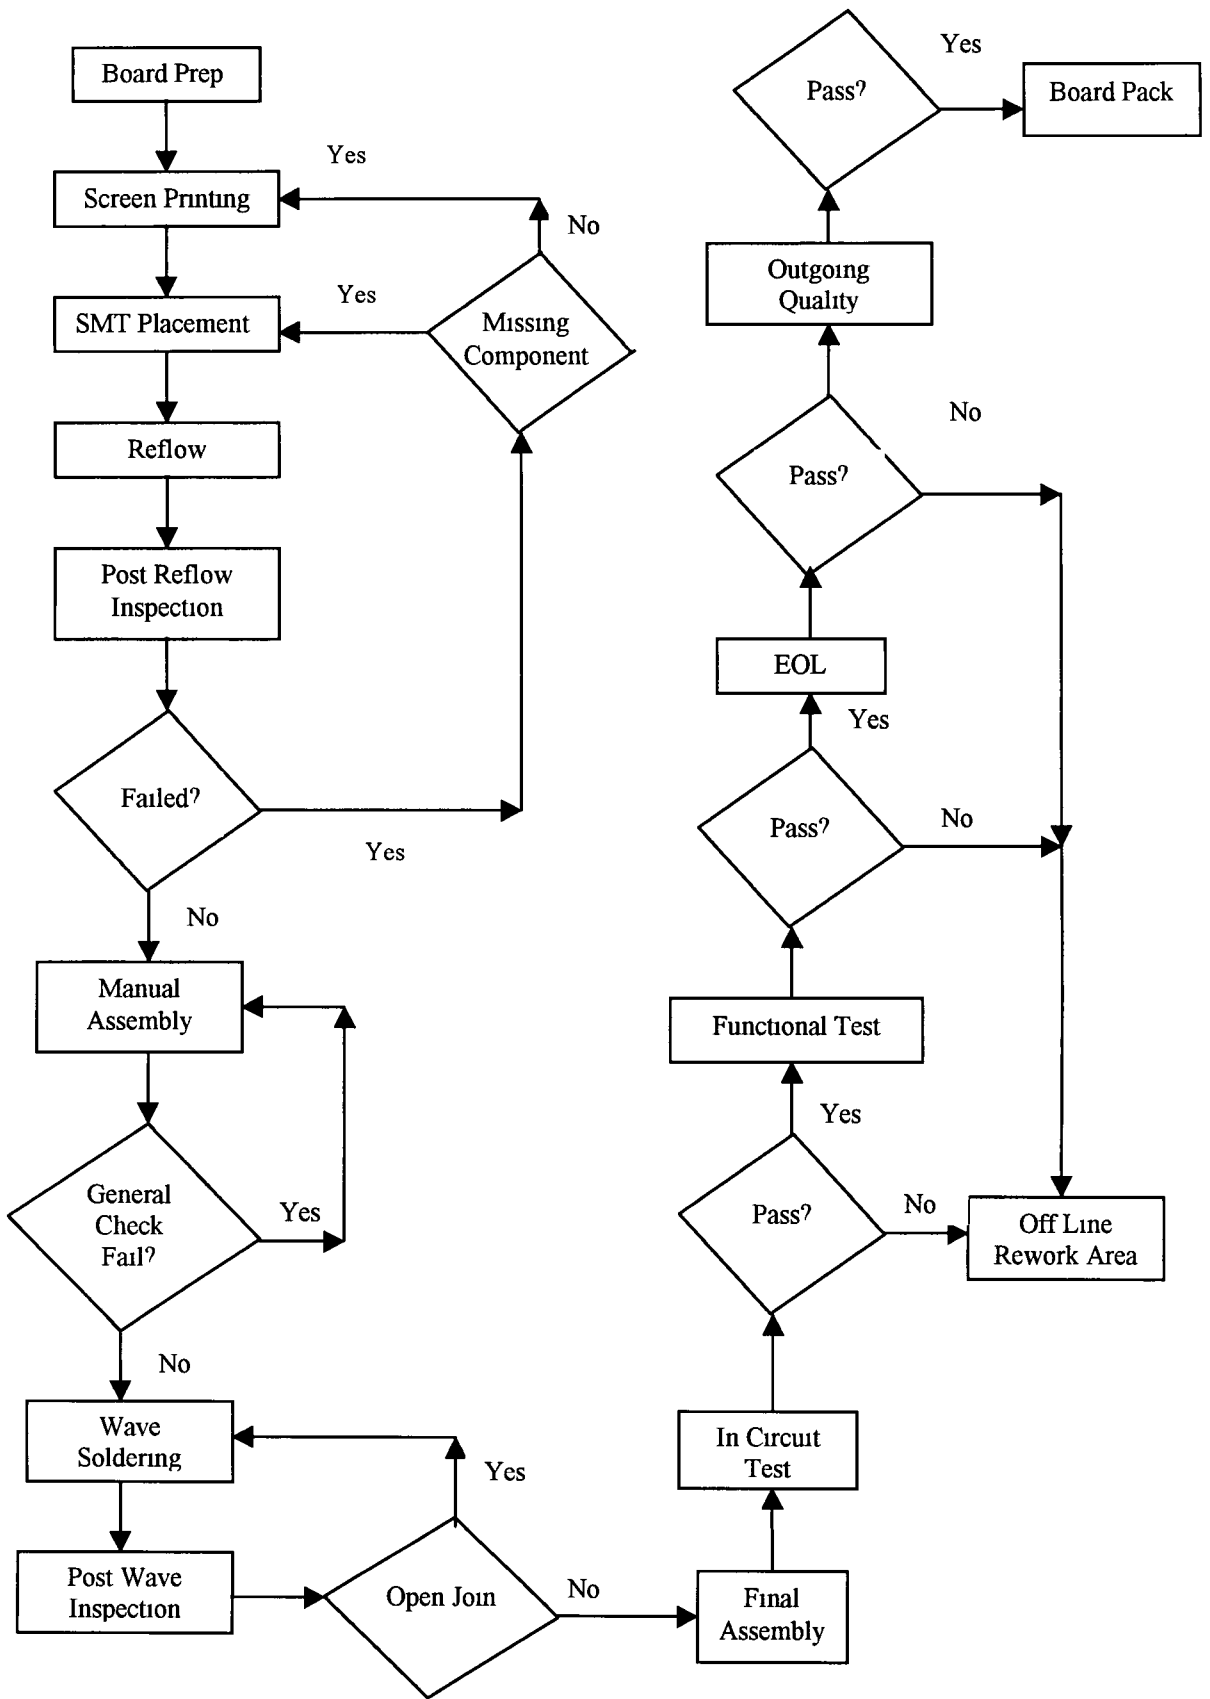 Board Prep
Yes
Screen Printing
No
Yes
SMT Placement
Missing
Component
Reflow
Post Reflow
Inspection
Failed?
Yes
No
Manual
Assembly
General
Check
Fail?
Yes
No
Wave
Soldering
Yes
Post Wave
Inspection
Open Join
No
Final
Assembly
In Circuit
Test
Pass?
No
Off Line
Rework Area
Yes
Functional Test
Pass?
No
Yes
EOL
Pass?
No
Outgoing
Quality
Pass?
Yes
Board Pack